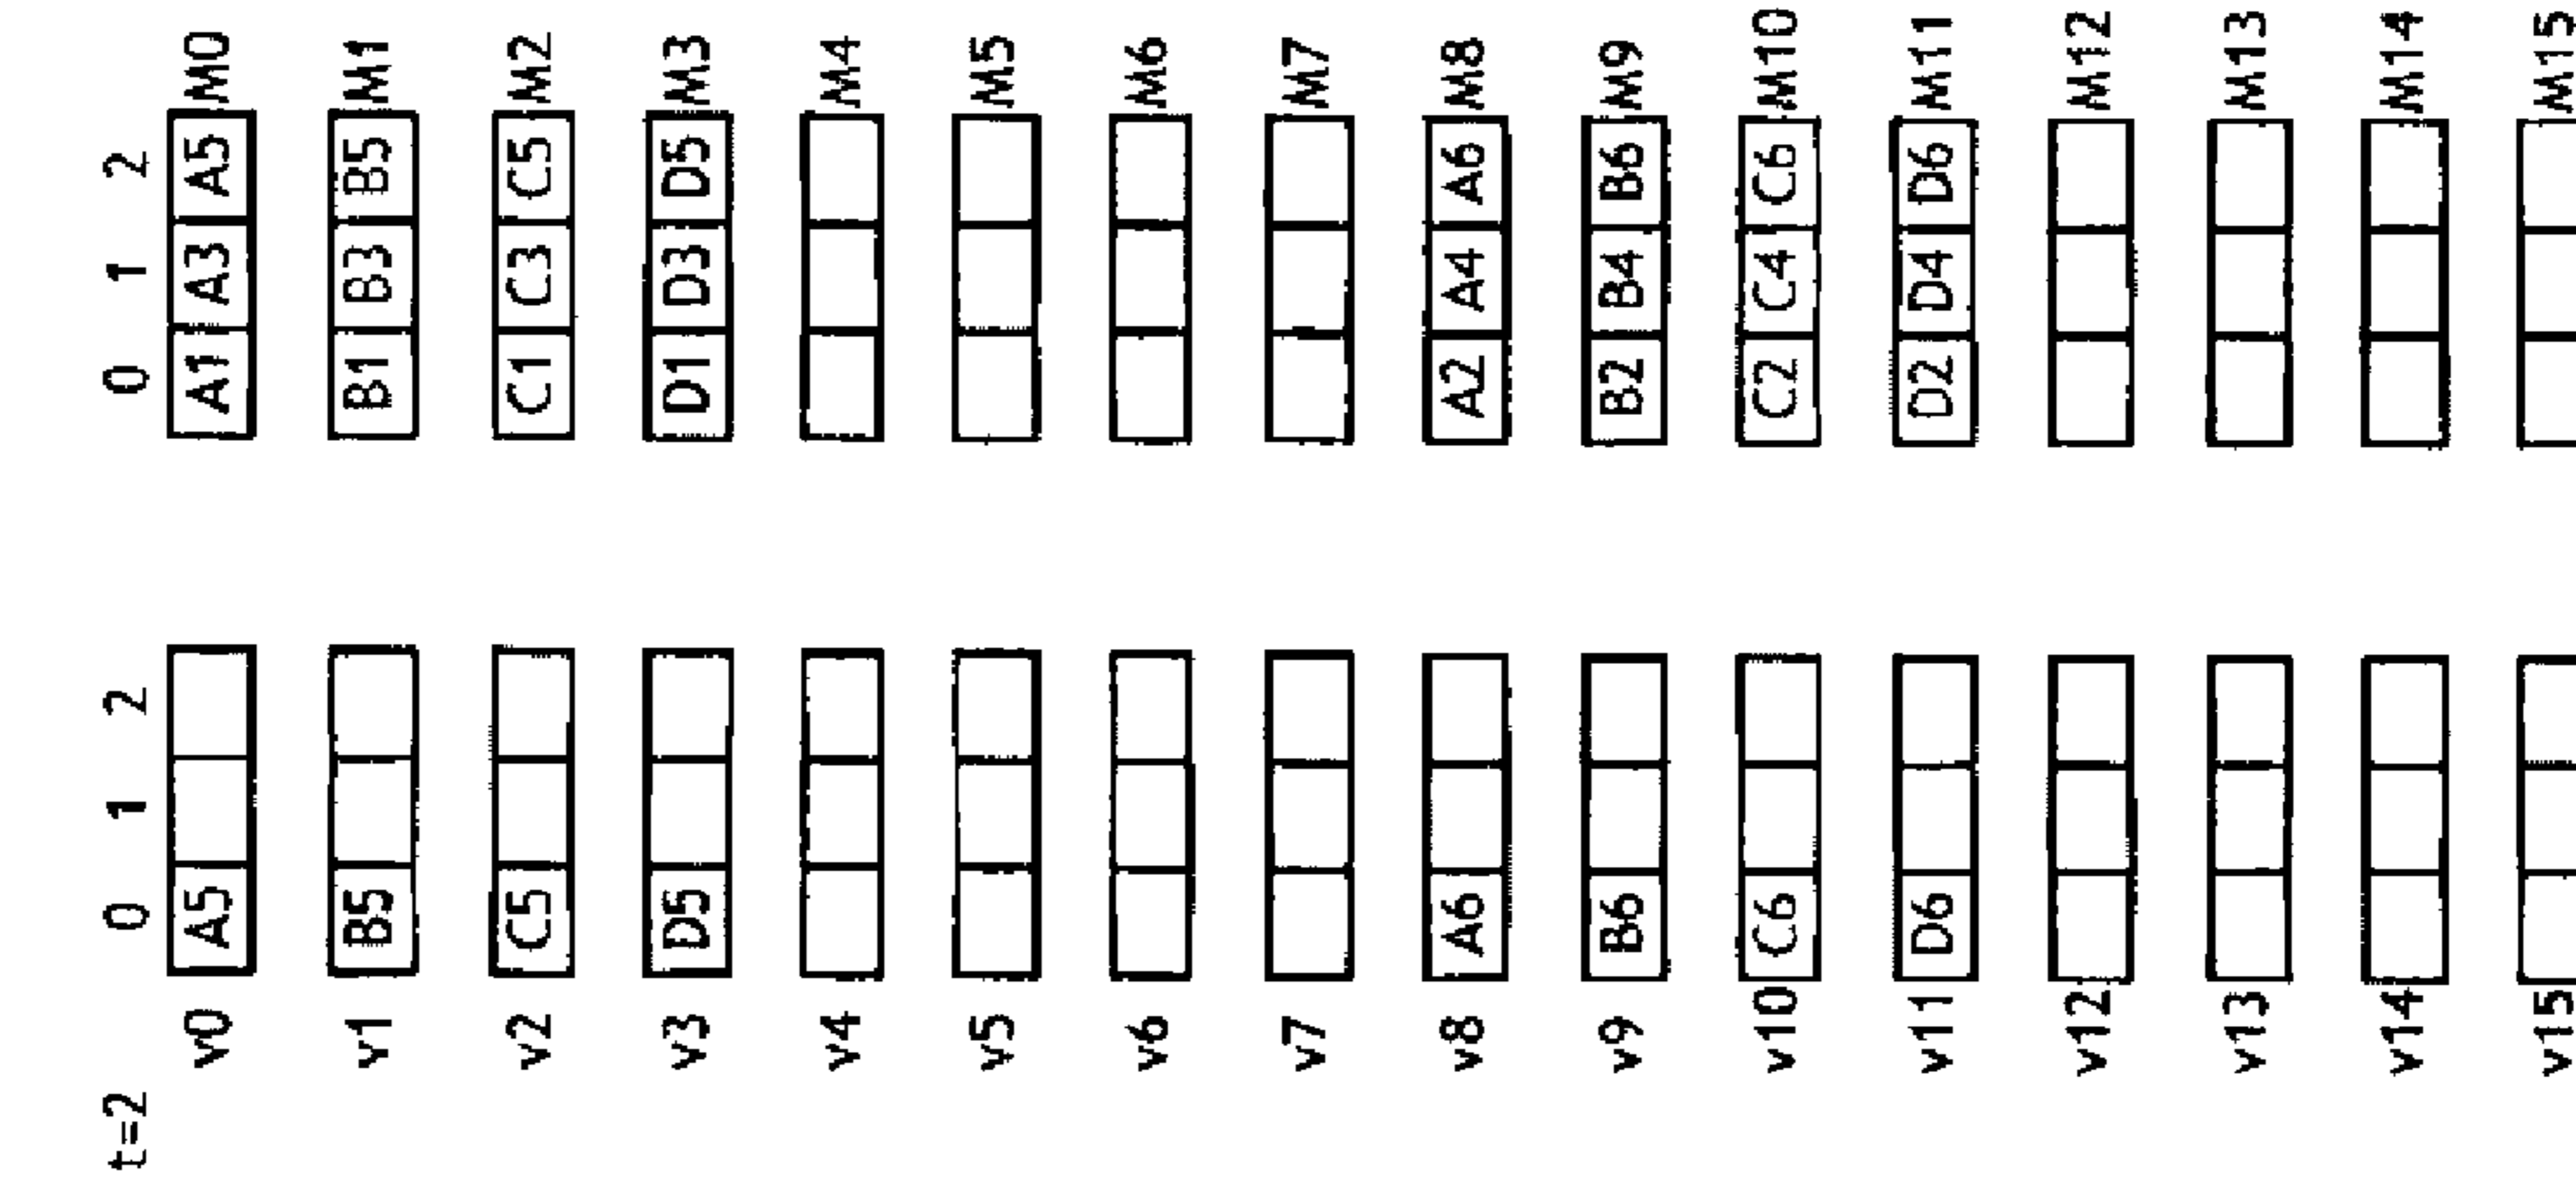 t=2 0 1 2 0 1 2
v0 A5 A1 A3 A5 M0
v1 B5 B1 B3 B5 M1
v2 C5 C1 C3 C5 M2
v3 D5 D1 D3 D5 M3
v4 M4
v5 M5
v6 M6
v7 M7
v8 A6 A2 A4 A6 M8
v9 B6 B2 B4 B6 M9
v10 C6 C2 C4 C6 M10
v11 D6 D2 D4 D6 M11
v12 M12
v13 M13
v14 M14
v15 M15